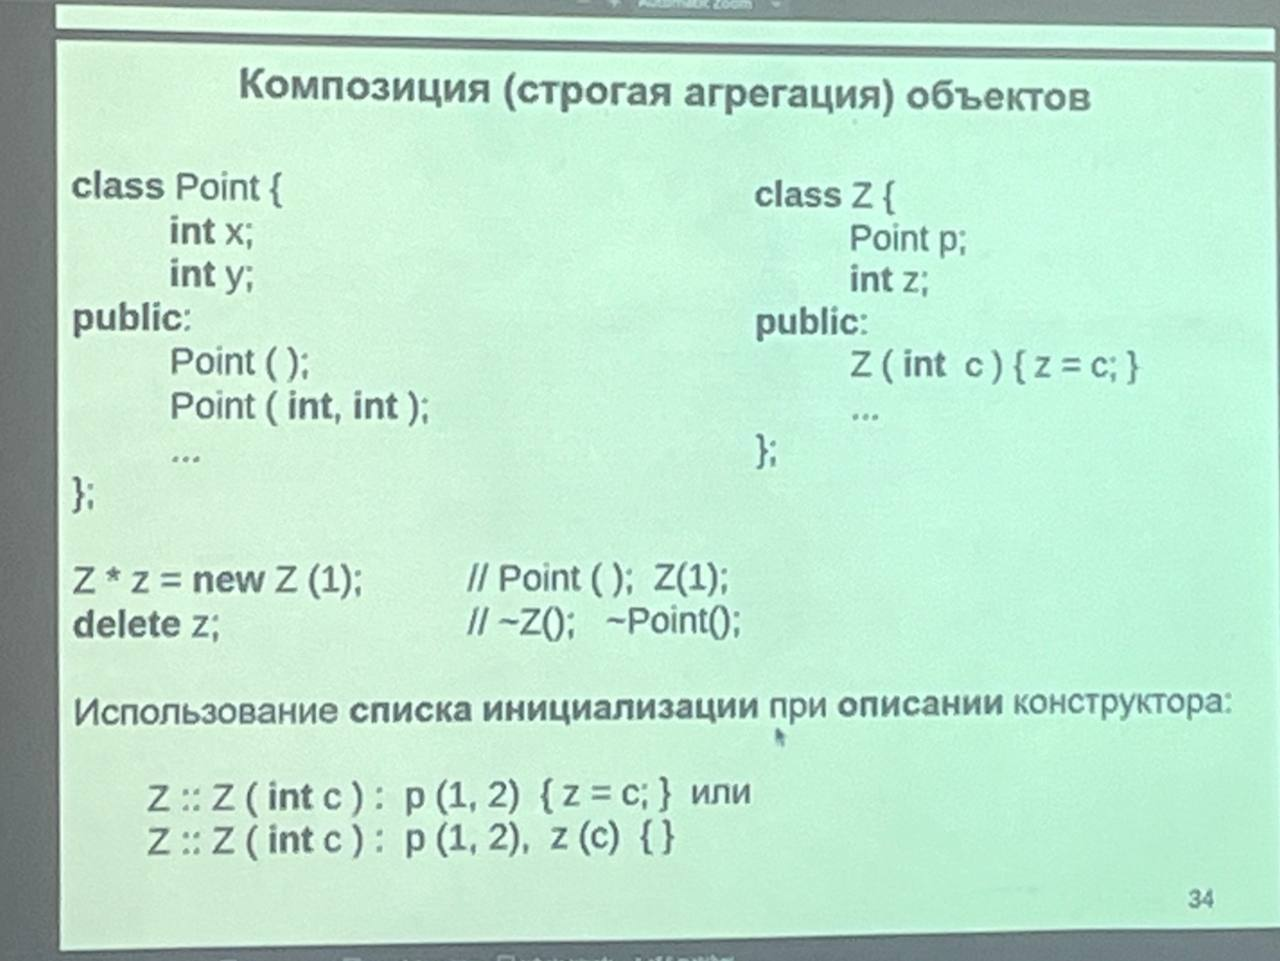 Automatic Zoom
Композиция (строгая агрегация) объектов
class Point {
int x;
int y;
public:
Point ( );
Point ( int, int );
...
};
class Z {
Point p;
int z;
public:
Z ( int c ) { z = c; }
...
};
Z * z = new Z (1); // Point ( ); Z(1);
delete z; // ~Z(); ~Point();
Использование списка инициализации при описании конструктора:
Z :: Z ( int c ) : p (1, 2) { z = c; } или
Z :: Z ( int c ) : p (1, 2), z (c) { }
34